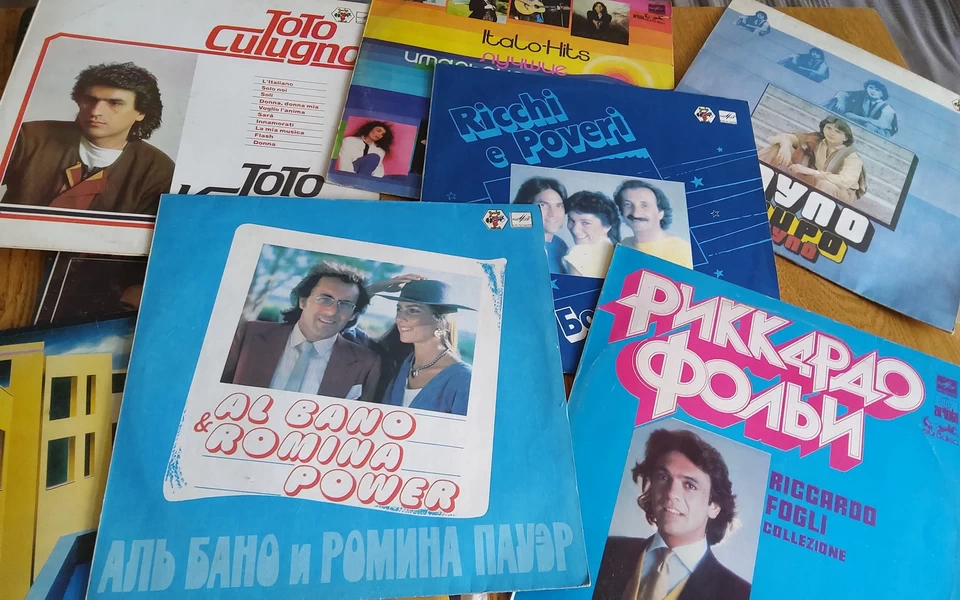 TOTO
CUTUGNO
L'Italiano
Solo noi
Soli
Donna, donna mia
Voglio l'anima
Sarà
Innamorati
La mia musica
Flash
Donna
TOTO
Italo-Hits
ЛУЧШИЕ
Ricchi
e Poveri
AL BANO
& ROMINA
POWER
АЛЬ БАНО и РОМИНА ПАУЭР
РИККАРДО
ФОЛЬИ
RICCARDO
FOGLI
COLLEZIONE